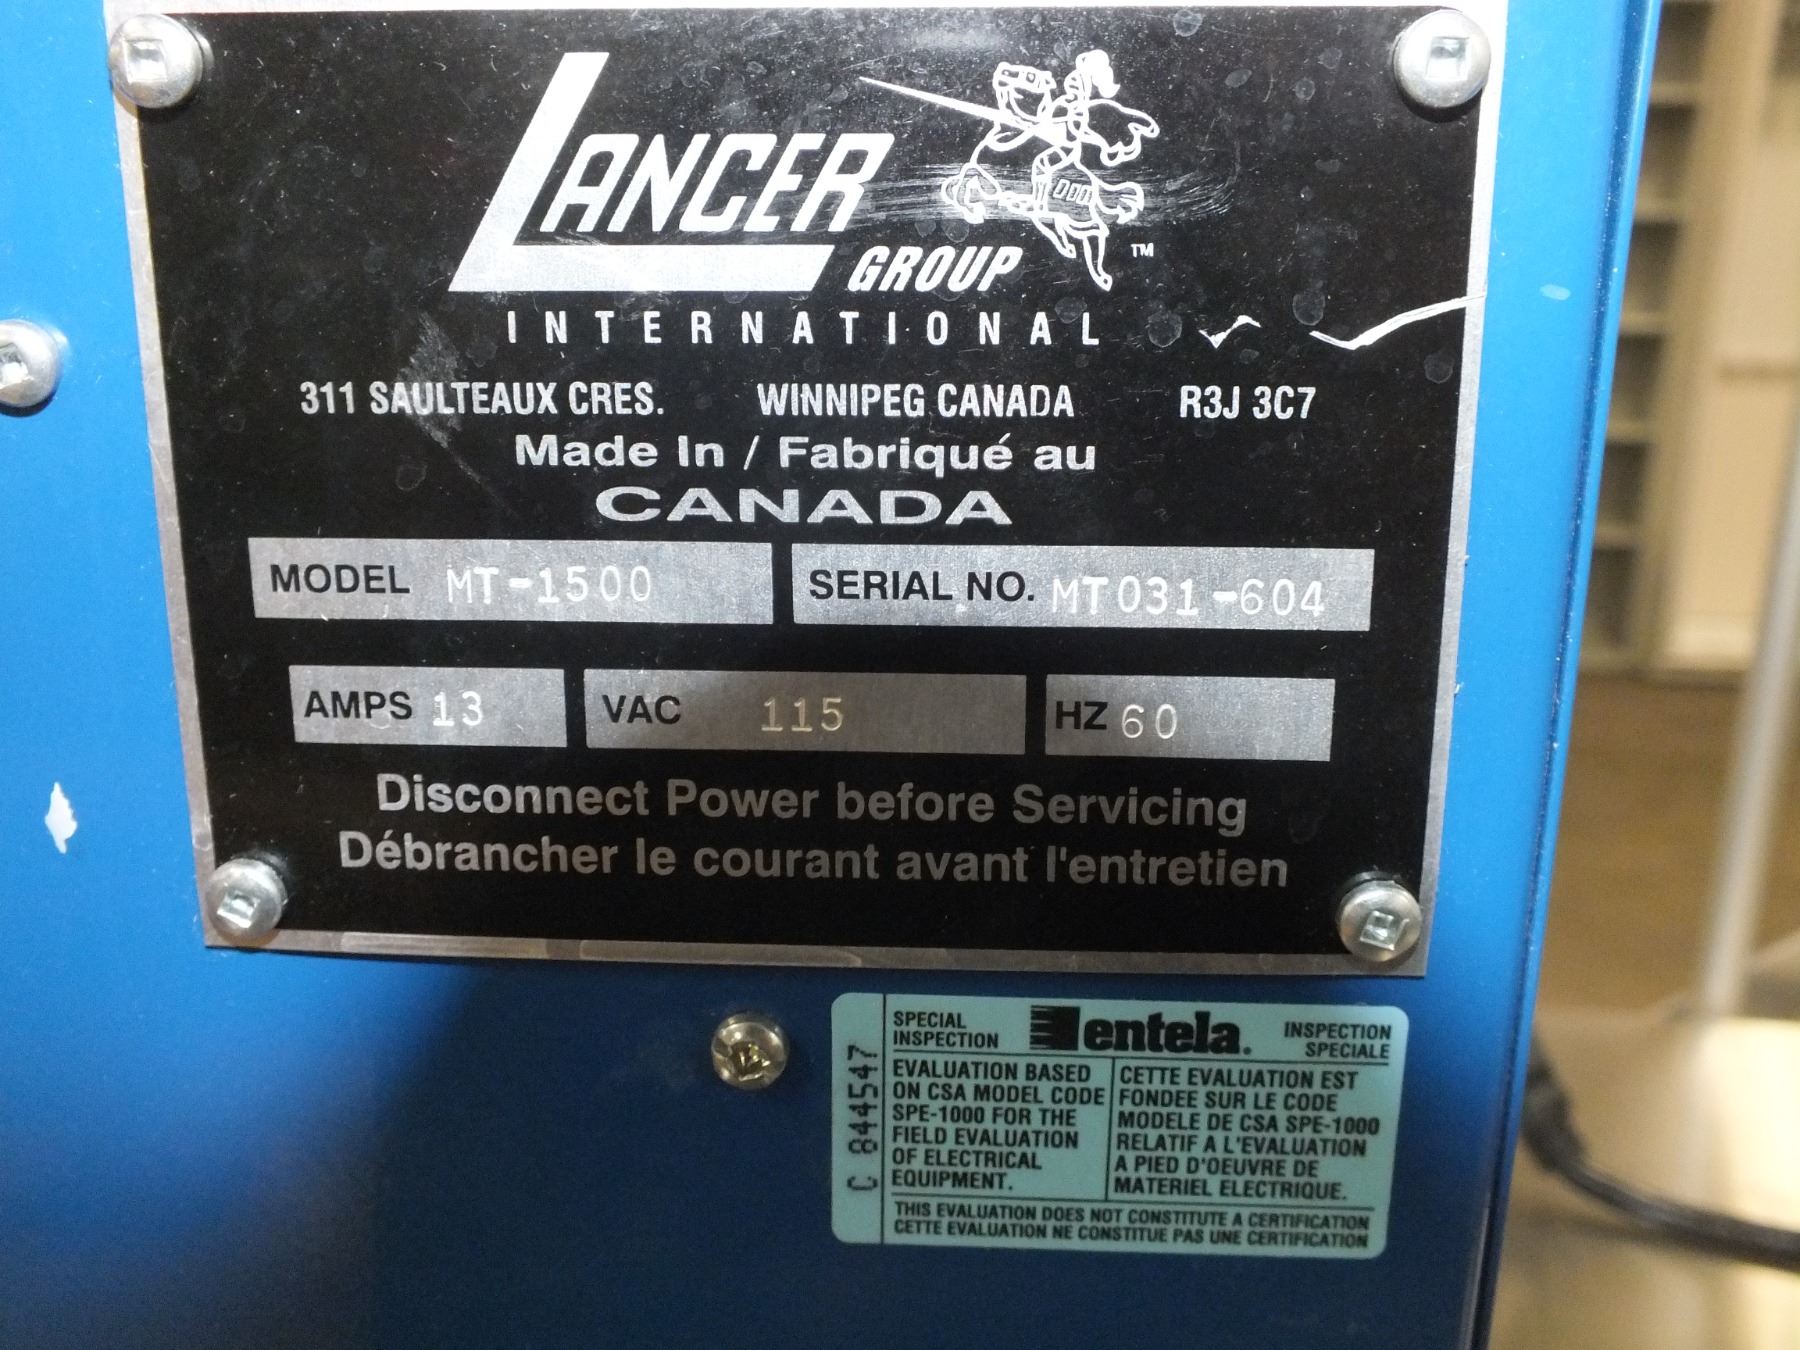 LANCER
GROUP
TM
INTERNATIONAL
311 SAULTEAUX CRES. WINNIPEG CANADA R3J 3C7
Made In / Fabriqué au
CANADA
MODEL MT-1500 SERIAL NO. MT031-604
AMPS 13 VAC 115 HZ 60
Disconnect Power before Servicing
Débrancher le courant avant l'entretien
C 844547
SPECIAL
INSPECTION
entela.
INSPECTION
SPECIALE
EVALUATION BASED
ON CSA MODEL CODE
SPE-1000 FOR THE
FIELD EVALUATION
OF ELECTRICAL
EQUIPMENT.
CETTE EVALUATION EST
FONDEE SUR LE CODE
MODELE DE CSA SPE-1000
RELATIF A L'EVALUATION
A PIED D'OEUVRE DE
MATERIEL ELECTRIQUE.
THIS EVALUATION DOES NOT CONSTITUTE A CERTIFICATION
CETTE EVALUATION NE CONSTITUE PAS UNE CERTIFICATION